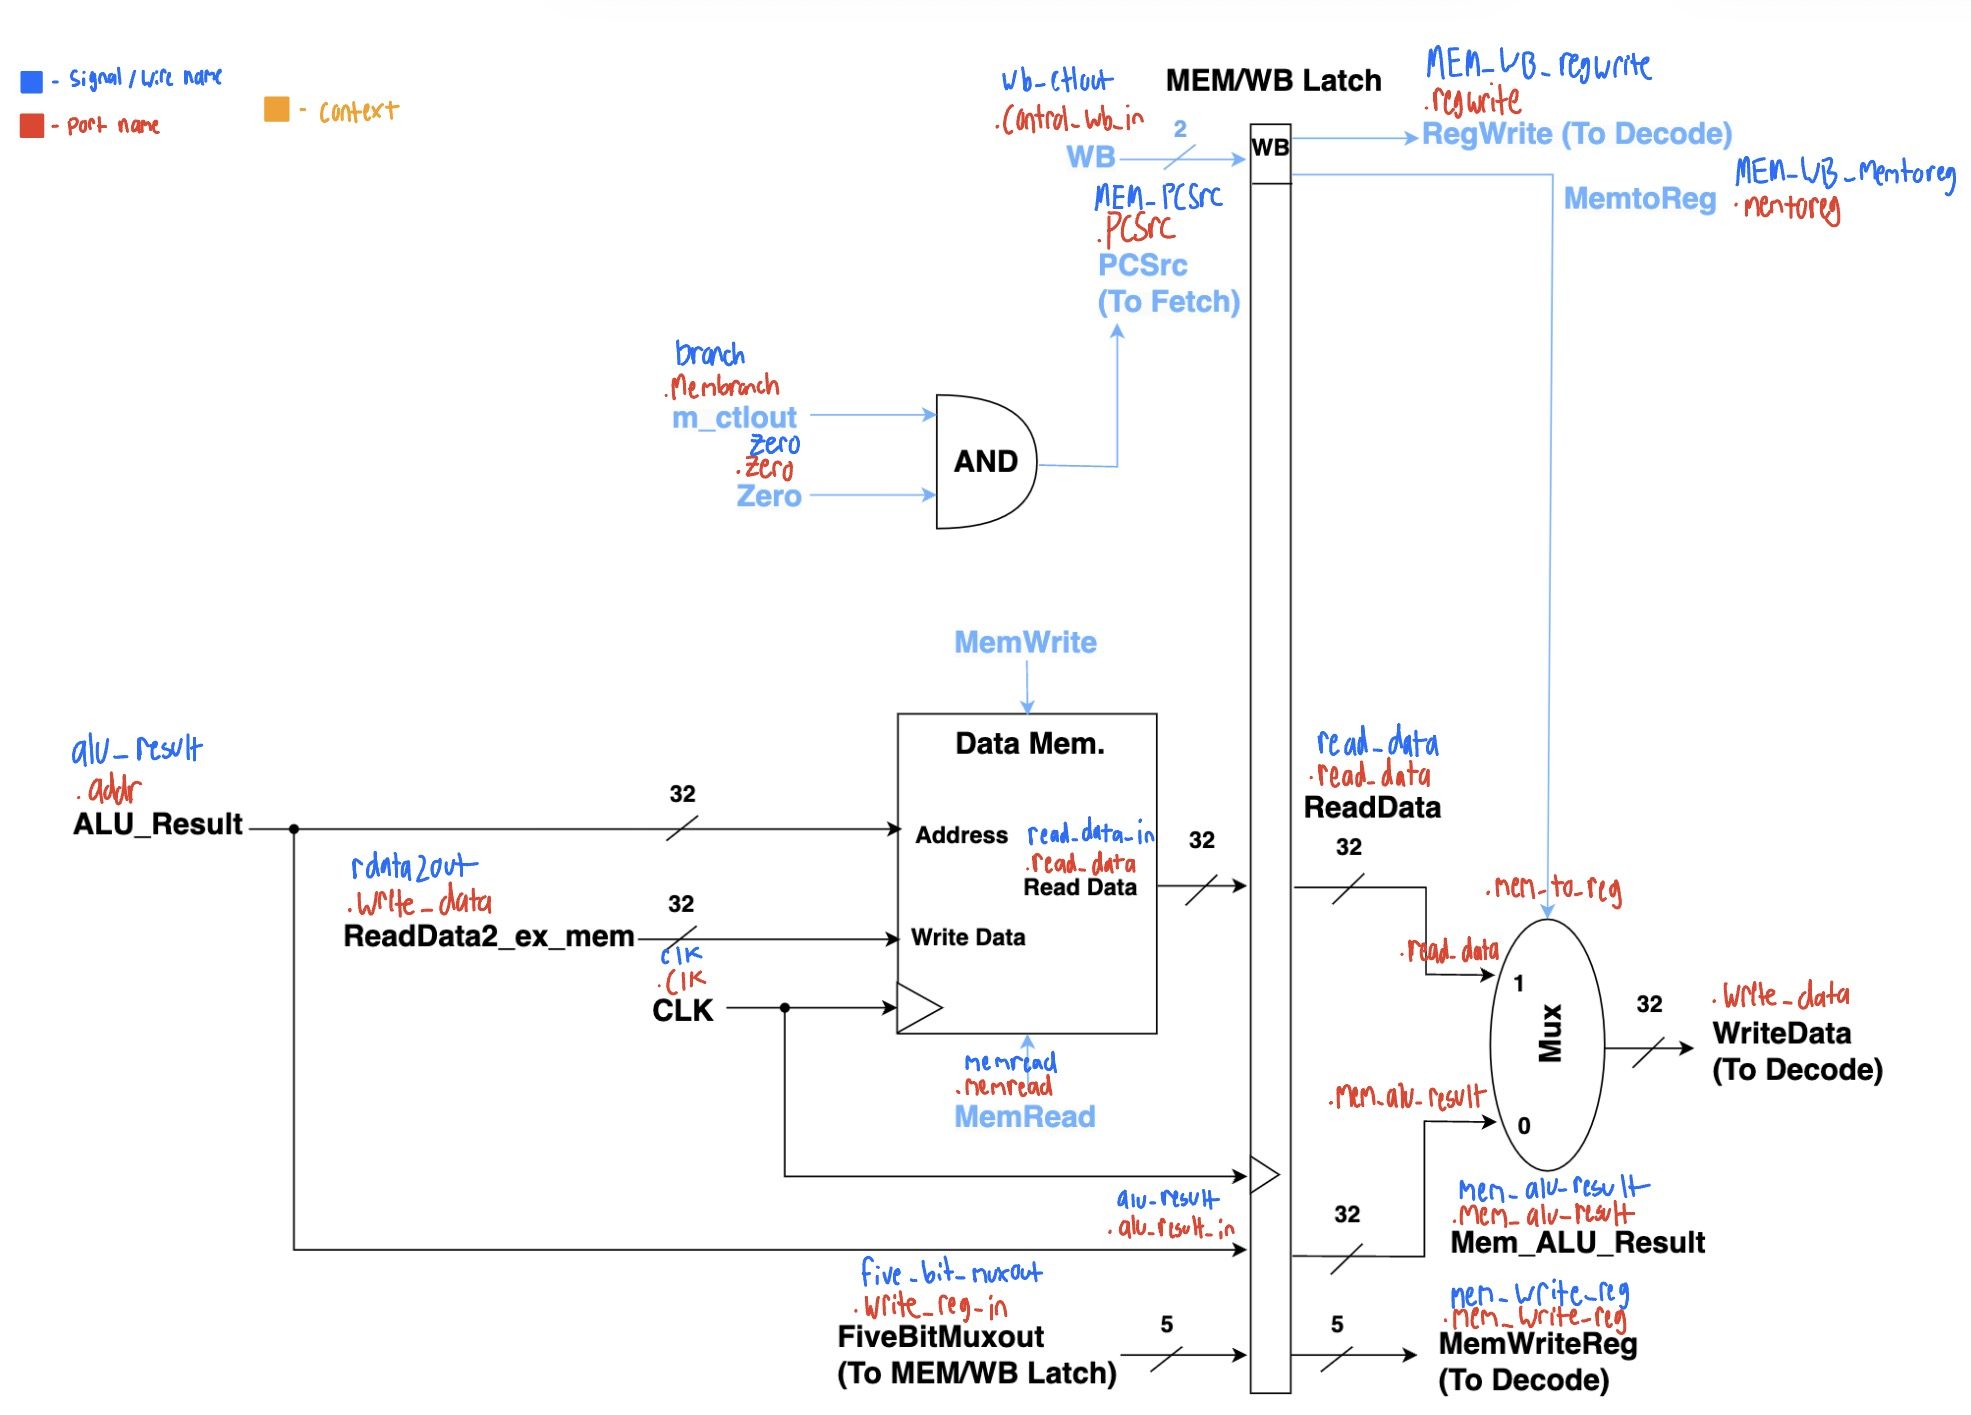 - Signal / Wire name
- Port name
- Context
wb_ctlout
.Control_wb_in
WB
2
MEM/WB Latch
WB
MEM_WB_regwrite
.regwrite
RegWrite (To Decode)
MEM_WB_Memtoreg
.memtoreg
MemtoReg
MEM_PCSrc
.PCSrc
PCSrc
(To Fetch)
branch
.Membranch
m_ctlout
Zero
.Zero
Zero
AND
MemWrite
Data Mem.
alu_result
.addr
ALU_Result
32
Address
read_data_in
.read_data
Read Data
32
rdata2out
.Write_data
ReadData2_ex_mem
32
Write Data
clk
.clk
CLK
memread
.memread
MemRead
read_data
.read_data
ReadData
32
.mem_to_reg
.read_data
1
Mux
0
.mem_alu_result
32
.Write_data
WriteData
(To Decode)
alu_result
.alu_result_in
32
mem_alu_result
.Mem_alu_result
Mem_ALU_Result
five_bit_muxout
.Write_reg_in
FiveBitMuxout
(To MEM/WB Latch)
5
5
mem_write_reg
.mem_write_reg
MemWriteReg
(To Decode)